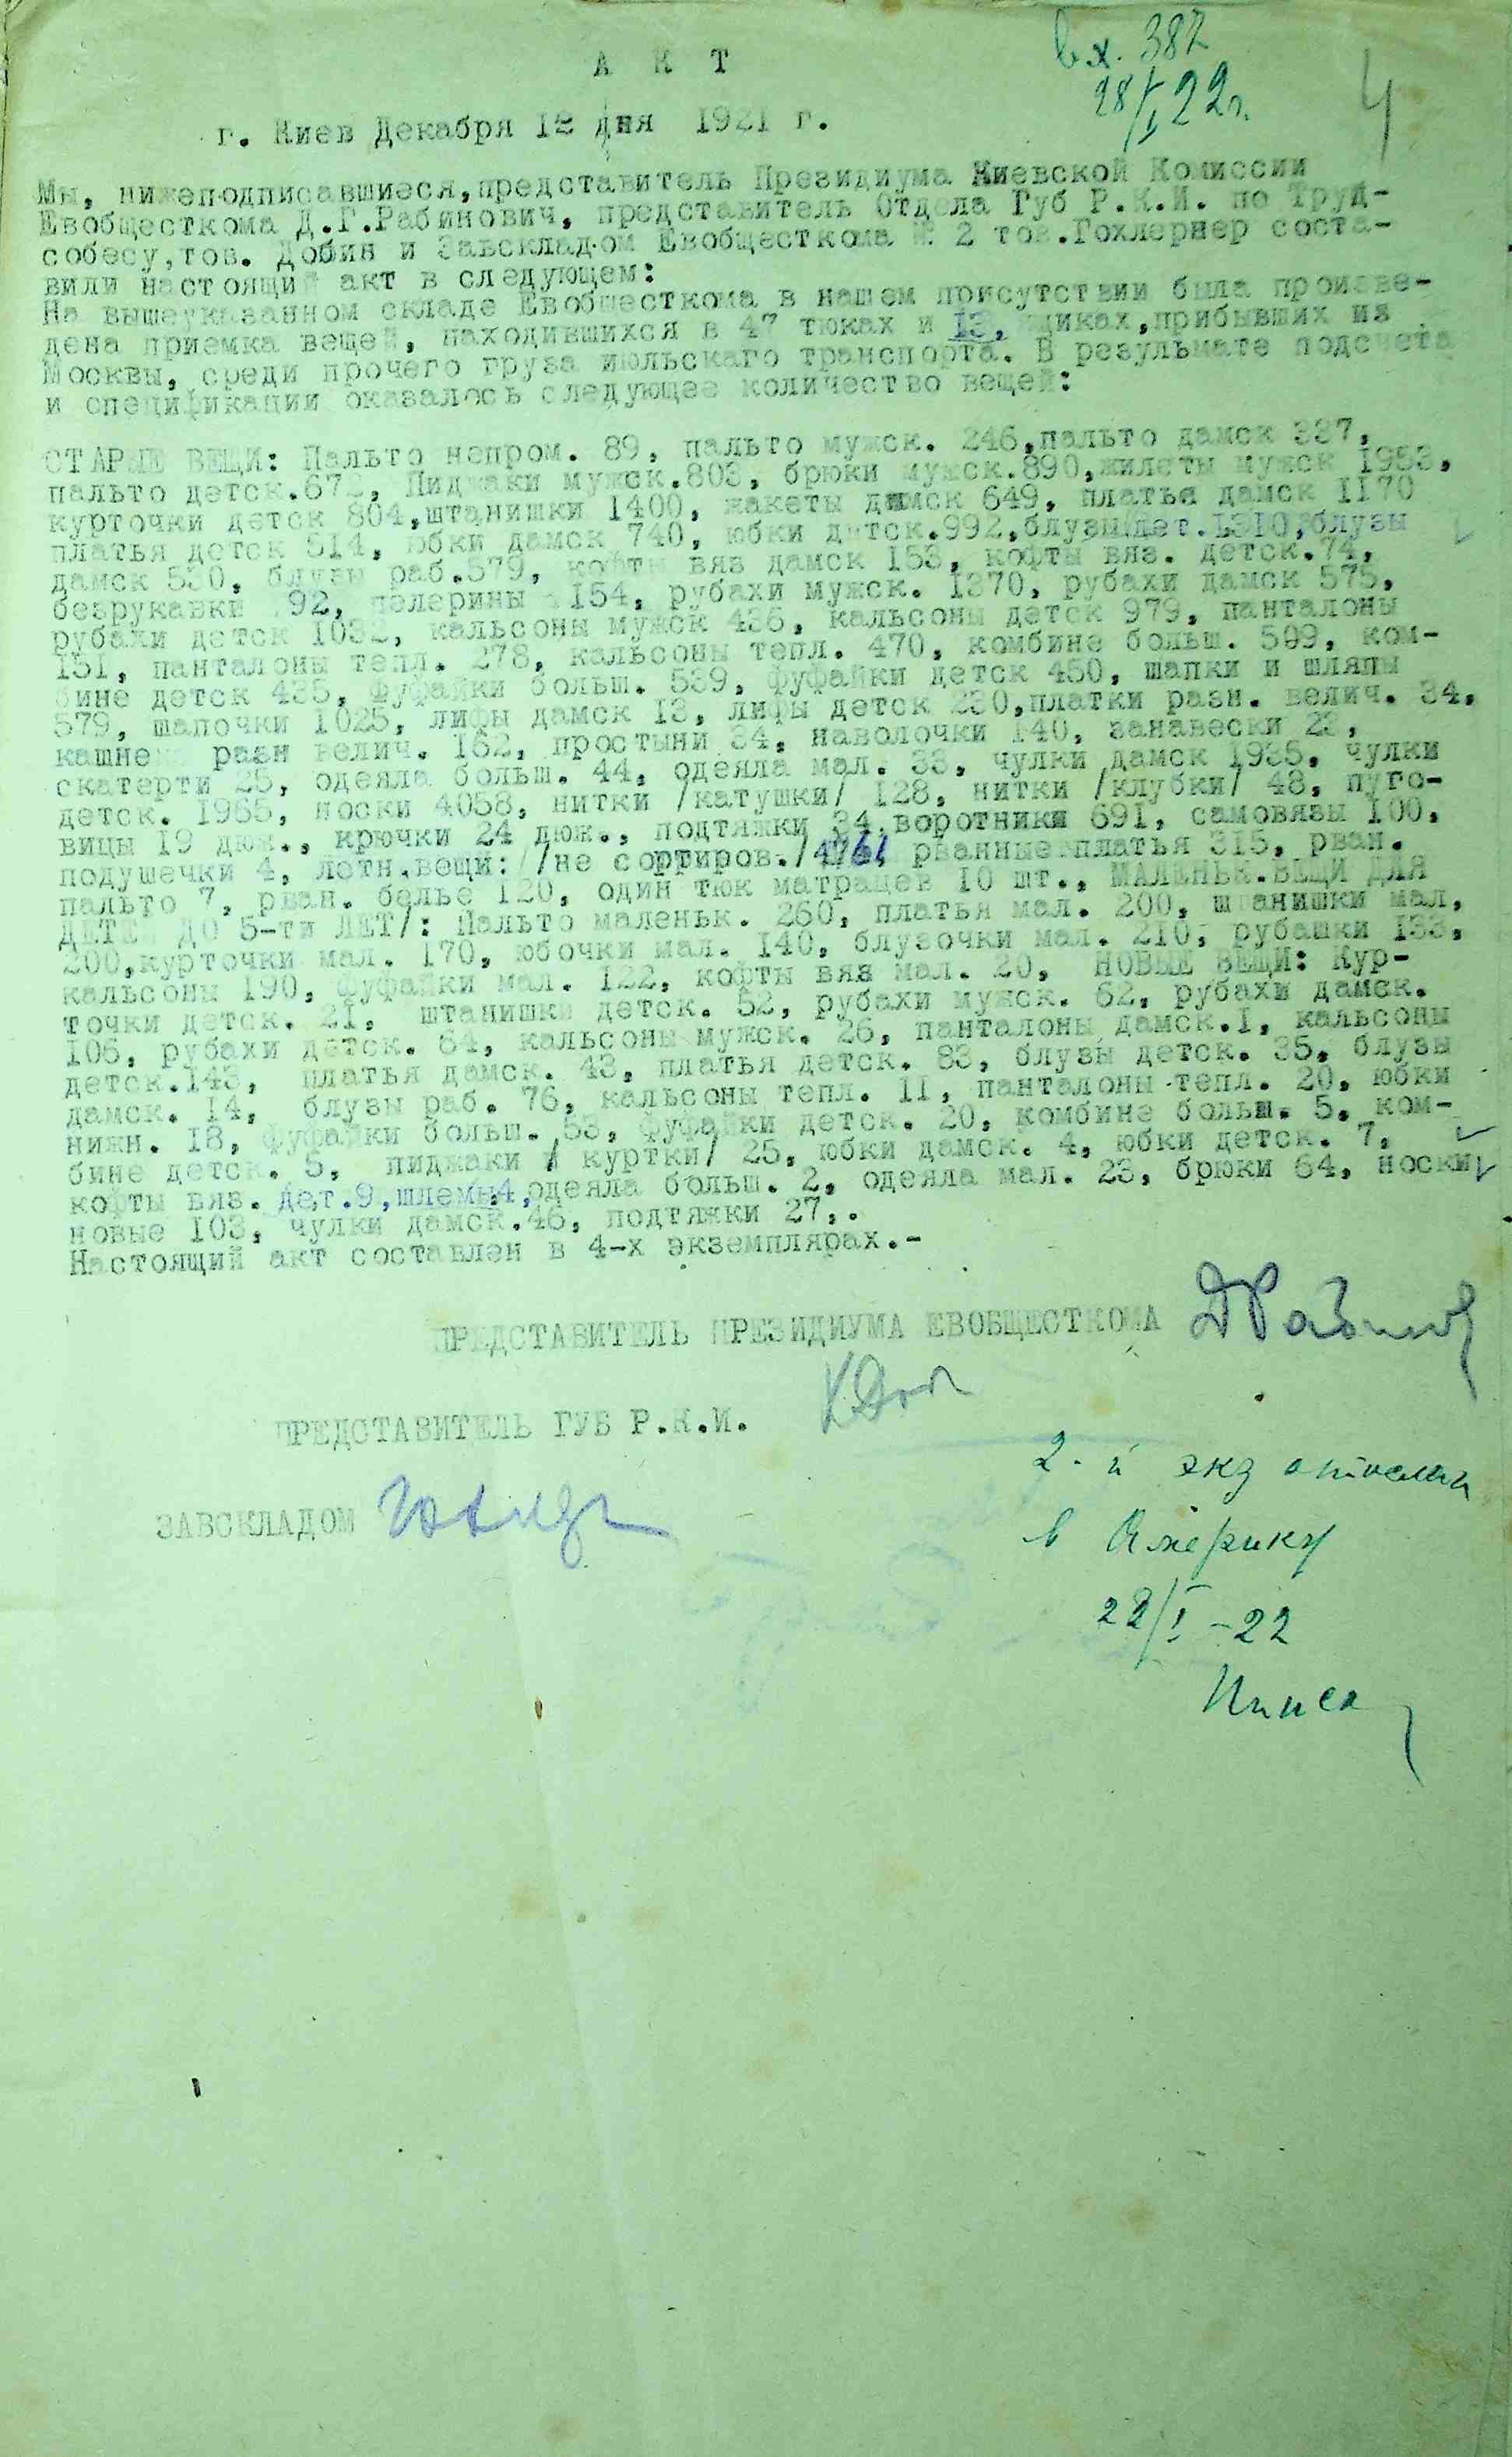 вх. 382
28/I 22г.
4
А К Т
г. Киев Декабря 12 дня 1921 г.
Мы, нижеподписавшиеся,представитель Президиума Киевской Комиссии
Евобщесткома Д.Г.Рабинович, представитель Отдела Губ Р.К.И. по Труд-
собесу,тов. Добин и Завскладом Евобщесткома № 2 тов.Гохлернер соста-
вили настоящий акт в следующем:
На вышеуказанном складе Евобщесткома в нашем присутствии была произве-
дена приемка вещей, находившихся в 47 тюках и 13, ящиках,прибывших из
Москвы, среди прочего груза июльскаго транспорта. В результате подсчета
и спецификации оказалось следующее количество вещей:
СТАРЫЕ ВЕЩИ: Пальто непром. 89, пальто мужск. 246,пальто дамск 337,
пальто детск. Пиджаки мужск.803, брюки мужск.890,жилеты мужск 1953,
курточки детск 804,штанишки 1400, жакеты дамск 649, платья дамск 1170
платья детск 514, юбки дамск 740, юбки детск.992,блузы дет.1310,блузы
дамск 530, блузы раб.579, кофты вяз дамск 153, кофты вяз. детск.74,
безрукавки 92, пелерины 154, рубахи мужск. 1370, рубахи дамск 575,
рубахи детск кальсоны мужск 436, кальсоны детск 979, панталоны
151, панталоны тепл. 278, кальсоны тепл. 470, комбине больш. 599, ком-
бине детск 435, фуфайки больш. 539, фуфайки детск 450, шапки и шляпы
579, шапочки 1025, лифы дамск 13, лифы детск 230,платки разн. велич. 34,
кашне разн велич. 152, простыни 34, наволочки 140, занавески 23,
скатерти 25, одеяла больш. 44, одеяла мал. 33, чулки дамск 1935, чулки
детск. 1965, носки 4058, нитки /катушки/ 128, нитки /клубки/ 48, пуго-
вицы 19 дюж., крючки 24 дюж., подтяжки 34,воротники 691, самовязы 100,
подушечки 4, летн.вещи: /не сортиров./ рванные платья 315, рван.
пальто 7, рван. белье 120, один тюк матрацев 10 шт., МАЛЕНЬК.ВЕЩИ ДЛЯ
ДЕТЕЙ ДО 5-ти ЛЕТ/: Пальто маленьк. 260, платья мал. 200, штанишки мал,
200,курточки мал. 170, юбочки мал. 140, блузочки мал. 210, рубашки 133,
кальсоны 190, фуфайки мал. 122, кофты вяз мал. 20, НОВЫЕ ВЕЩИ: Кур-
точки детск. 21, штанишки детск. 52, рубахи мужск. 62, рубахи дамск.
106, рубахи детск. 64, кальсоны мужск. 26, панталоны дамск.1, кальсоны
детск.143, платья дамск. 43, платья детск. 83, блузы детск. 35, блузы
дамск. 14, блузы раб. 76, кальсоны тепл. 11, панталоны тепл. 20, юбки
нижн. 18, фуфайки больш. 53, фуфайки детск. 20, комбине больш. 5, ком-
бине детск. 5, пиджаки / куртки/ 25, юбки дамск. 4, юбки детск. 7,
кофты вяз. дет.9,шлемы4,одеяла больш. 2, одеяла мал. 23, брюки 64, носки
новые 103, чулки дамск.46, подтяжки 27,.
Настоящий акт составлен в 4-х экземплярах.-
ПРЕДСТАВИТЕЛЬ ПРЕЗИДИУМА ЕВОБЩЕСТКОМА
ПРЕДСТАВИТЕЛЬ ГУБ Р.К.И.
ЗАВСКЛАДОМ
2-й экз отослан
в Америку
22/I-22